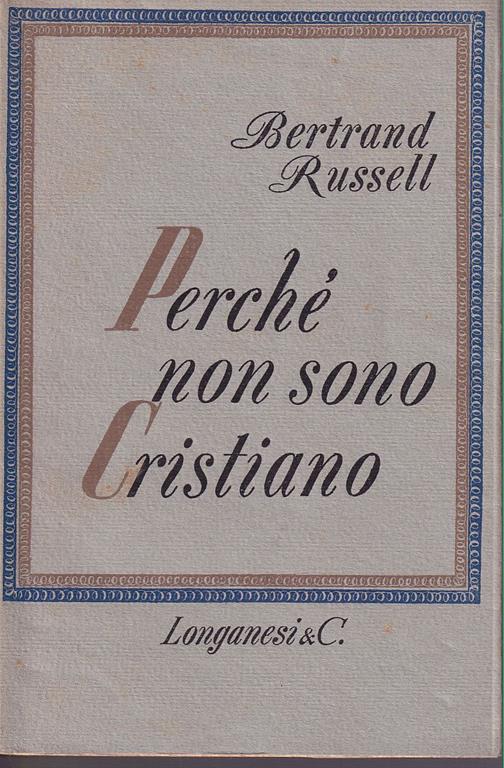 Bertrand
Russell
Perché
non sono
Cristiano
Longanesi & C.